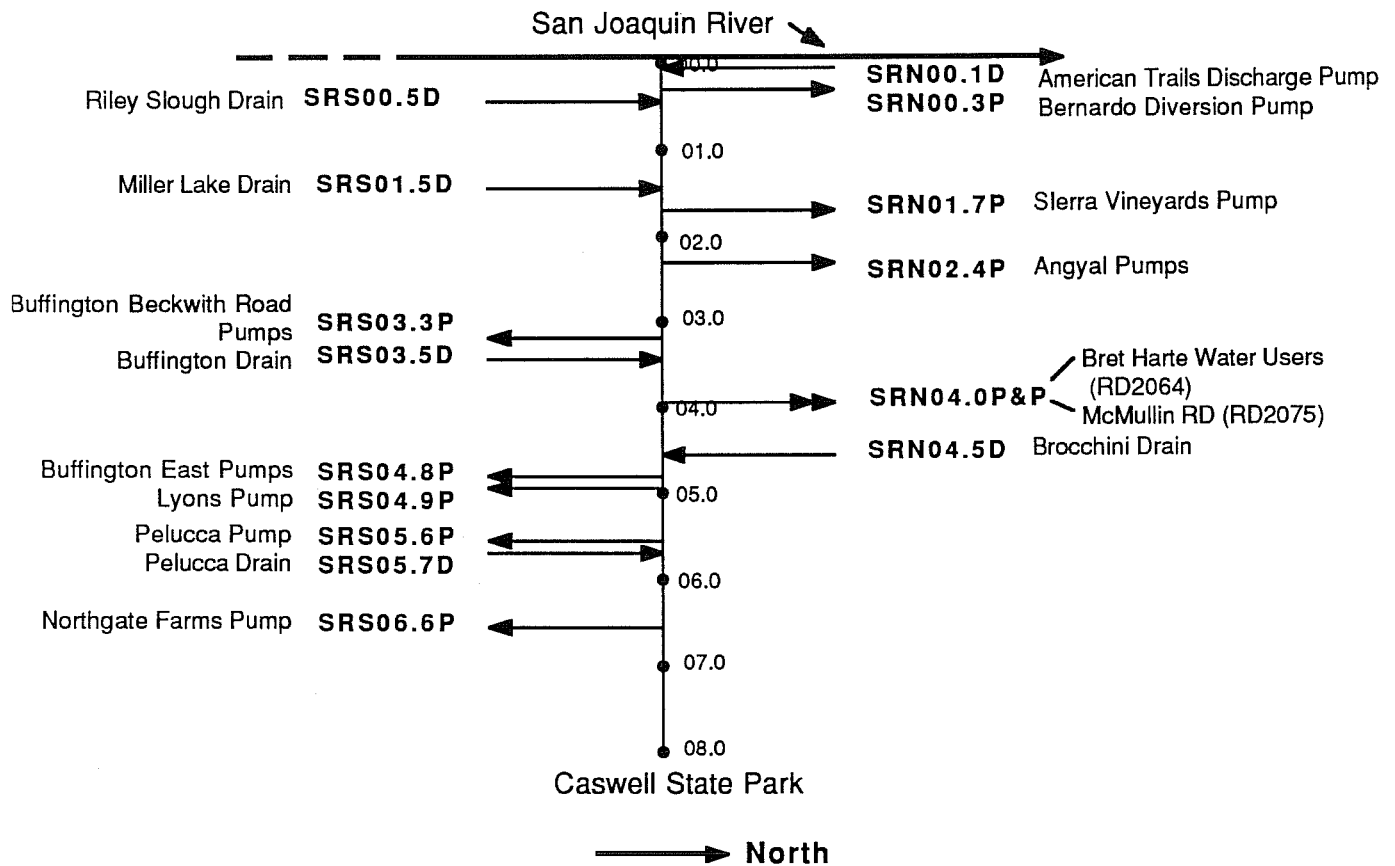 San Joaquin River
00.0
SRN00.1D American Trails Discharge Pump
Riley Slough Drain SRS00.5D
SRN00.3P Bernardo Diversion Pump
01.0
Miller Lake Drain SRS01.5D
SRN01.7P SIerra Vineyards Pump
02.0
SRN02.4P Angyal Pumps
Buffington Beckwith Road
Pumps SRS03.3P
03.0
Buffington Drain SRS03.5D
Bret Harte Water Users
(RD2064)
04.0
SRN04.0P&P
McMullin RD (RD2075)
SRN04.5D Brocchini Drain
Buffington East Pumps SRS04.8P
Lyons Pump SRS04.9P
05.0
Pelucca Pump SRS05.6P
Pelucca Drain SRS05.7D
06.0
Northgate Farms Pump SRS06.6P
07.0
08.0
Caswell State Park
North